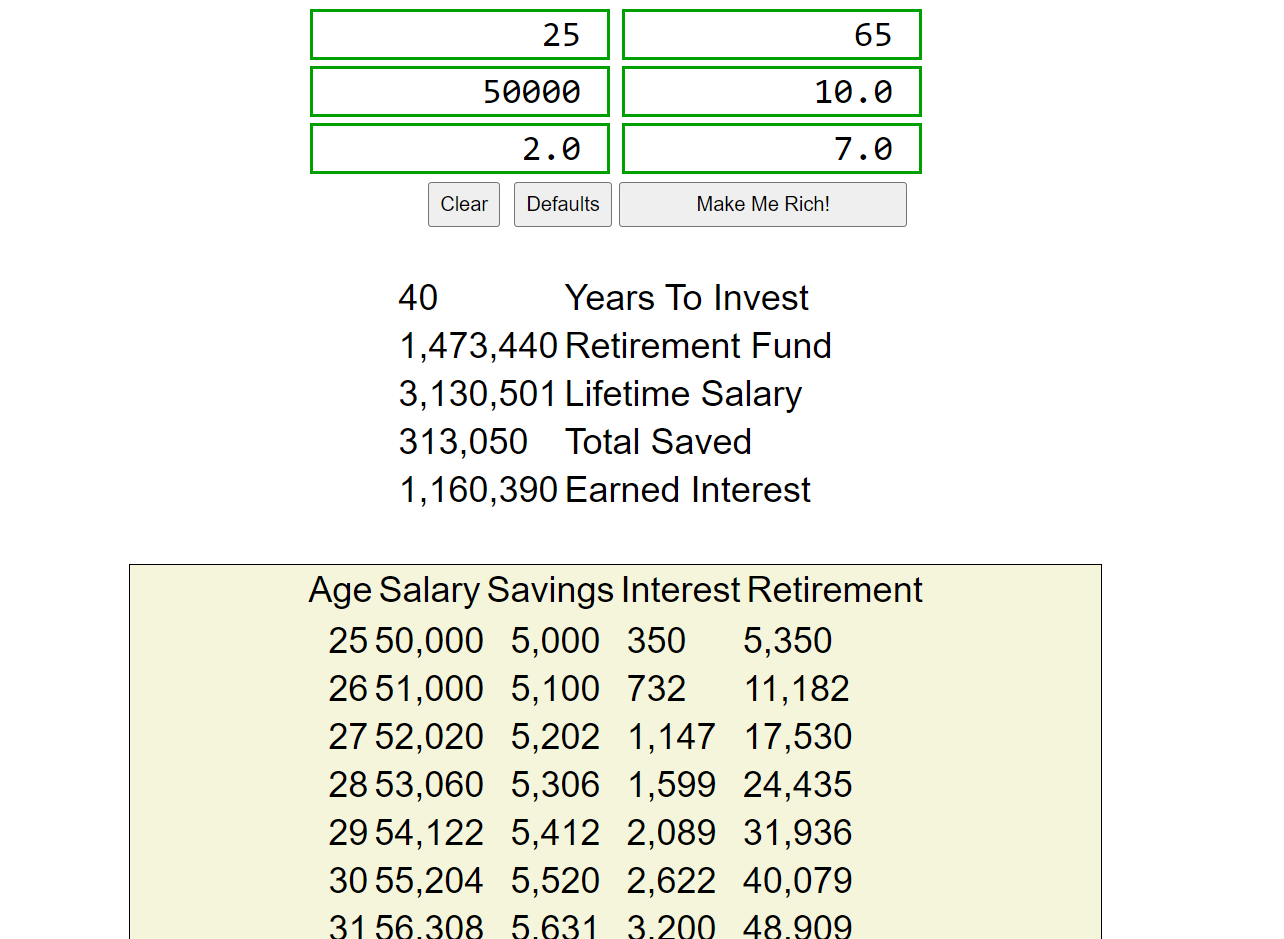 25 65
50000 10.0
2.0 7.0
Clear Defaults Make Me Rich!
40 Years To Invest
1,473,440 Retirement Fund
3,130,501 Lifetime Salary
313,050 Total Saved
1,160,390 Earned Interest
Age Salary Savings Interest Retirement
25 50,000 5,000 350 5,350
26 51,000 5,100 732 11,182
27 52,020 5,202 1,147 17,530
28 53,060 5,306 1,599 24,435
29 54,122 5,412 2,089 31,936
30 55,204 5,520 2,622 40,079
31 56,308 5,631 3,200 48,909